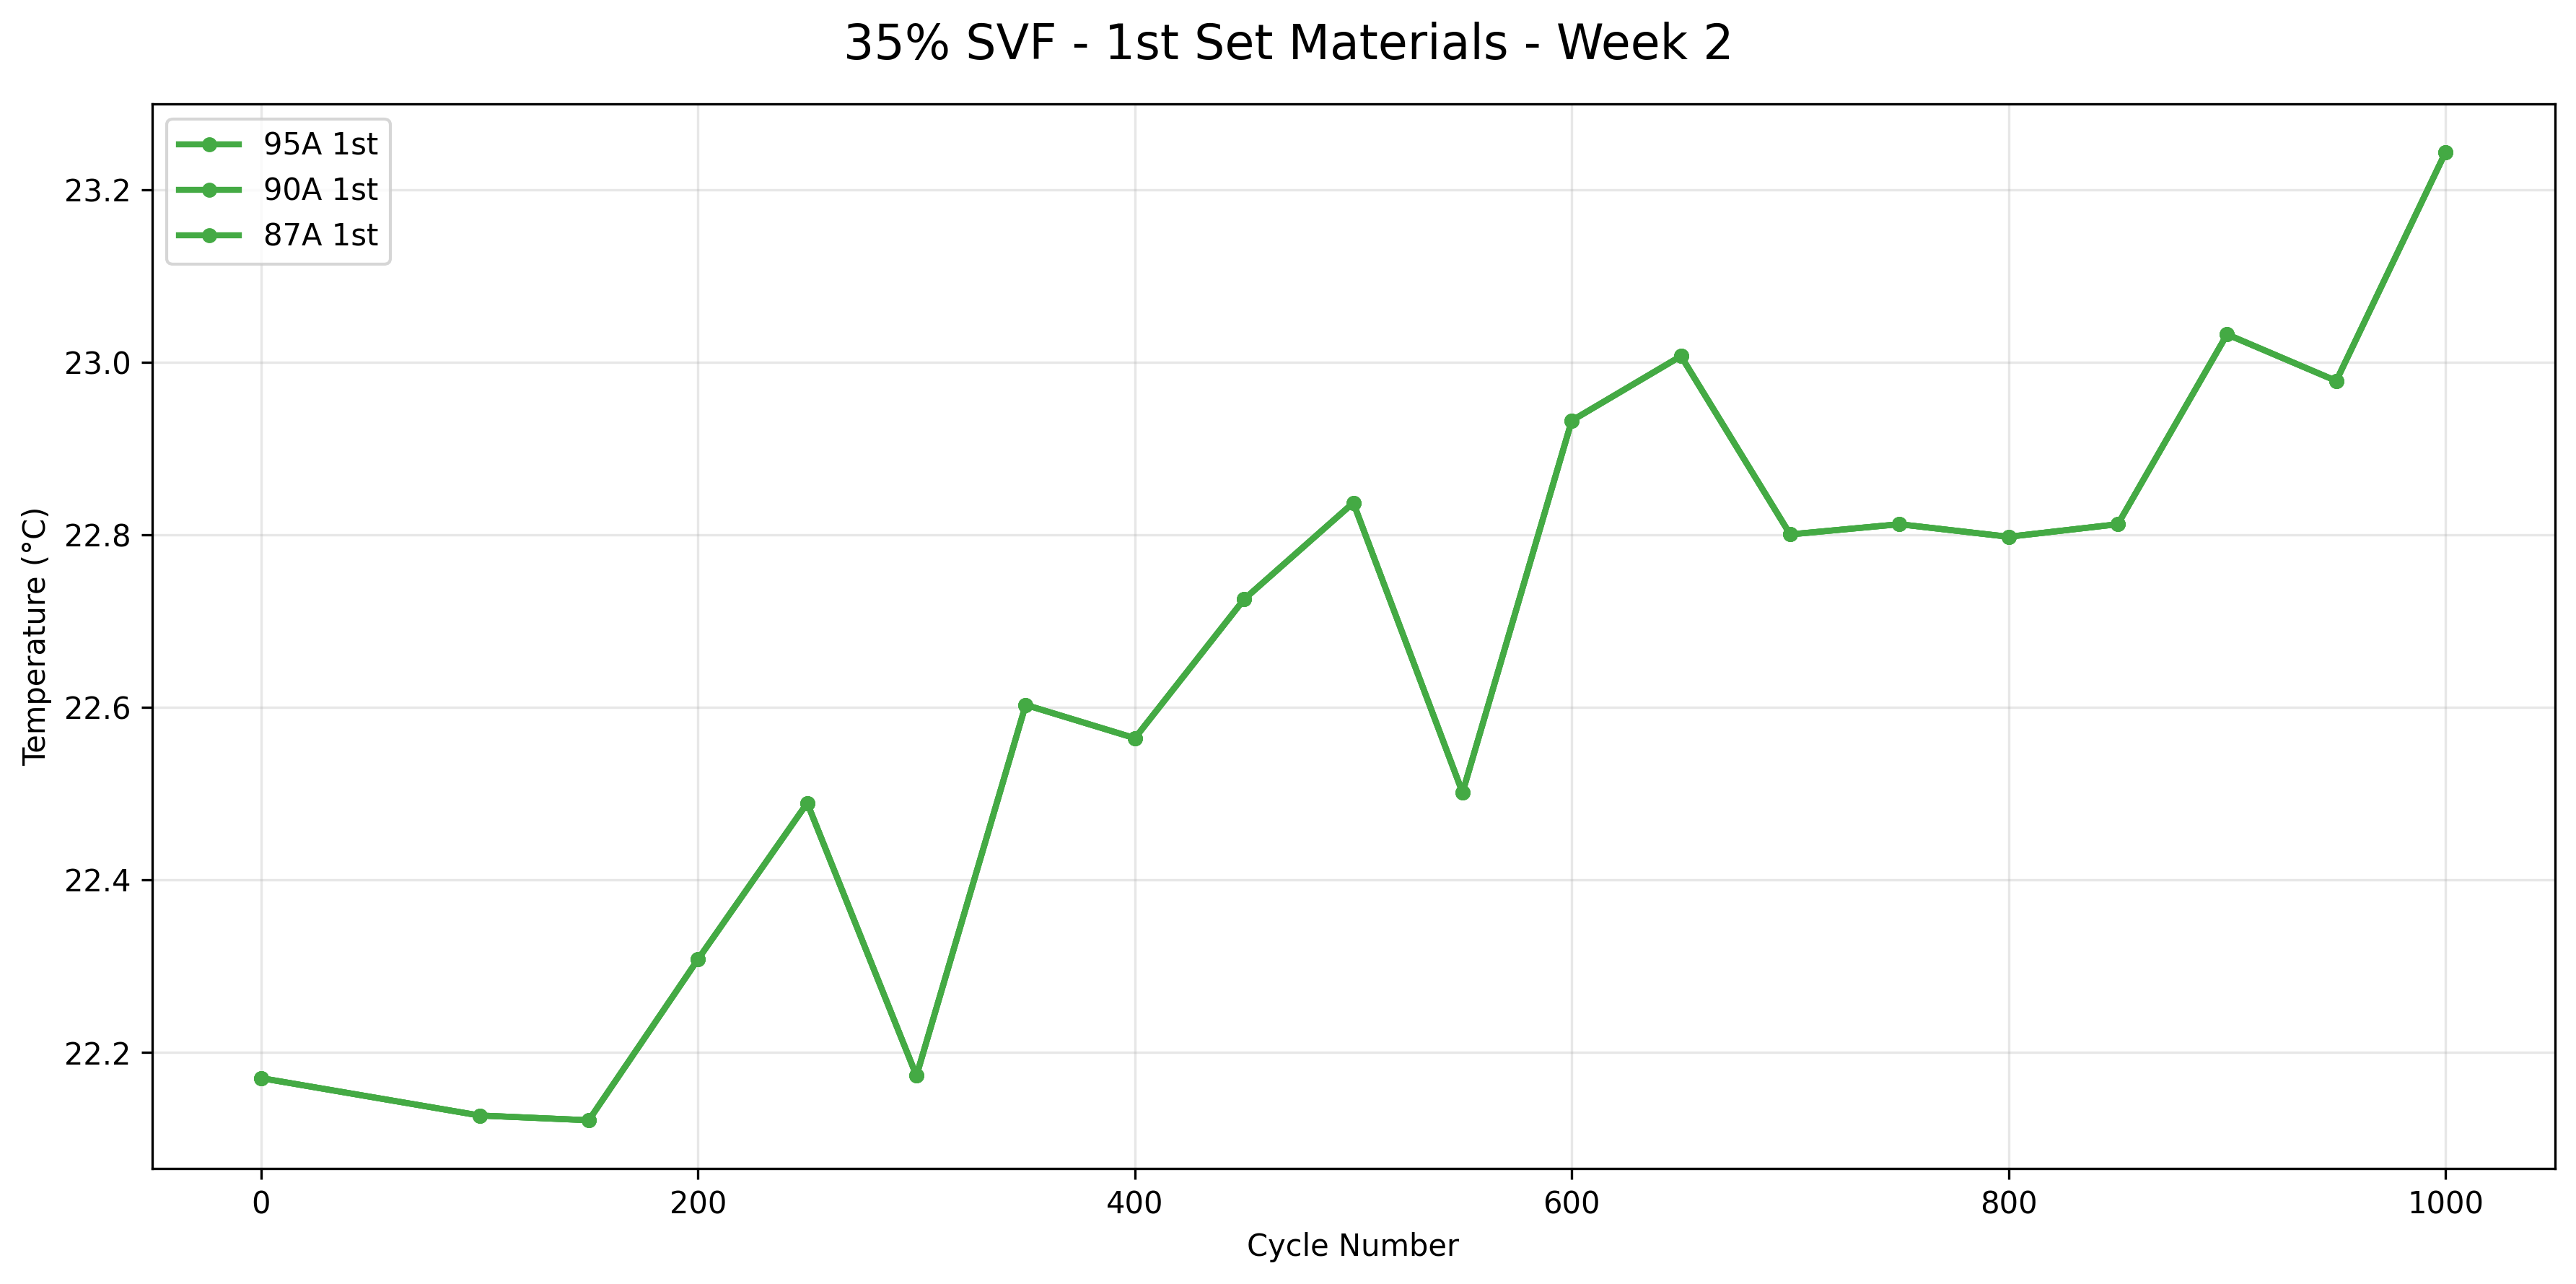 35% SVF - 1st Set Materials - Week 2
95A 1st
90A 1st
87A 1st
Temperature (°C)
23.2
23.0
22.8
22.6
22.4
22.2
0 200 400 600 800 1000
Cycle Number